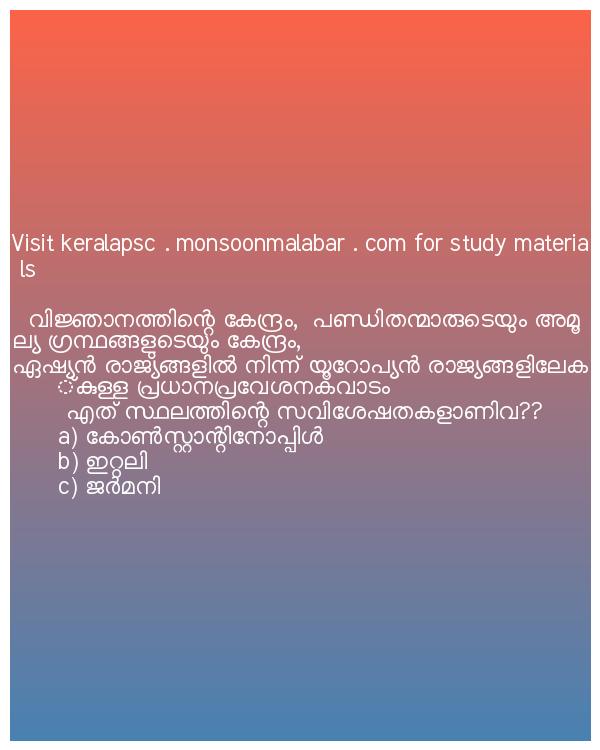 Visit keralapsc . monsoonmalabar . com for study materia
ls
വിജ്ഞാനത്തിന്റെ കേന്ദ്രം, പണ്ഡിതന്മാരുടെയും അമൂ
ല്യ ഗ്രന്ഥങ്ങളുടെയും കേന്ദ്രം,
ഏഷ്യൻ രാജ്യങ്ങളിൽ നിന്ന് യൂറോപ്യൻ രാജ്യങ്ങളിലേക
്കുള്ള പ്രധാനപ്രവേശനകവാടം
എത് സ്ഥലത്തിന്റെ സവിശേഷതകളാണിവ??
a) കോൺസ്റ്റാന്റിനോപ്പിൾ
b) ഇറ്റലി
c) ജർമനി